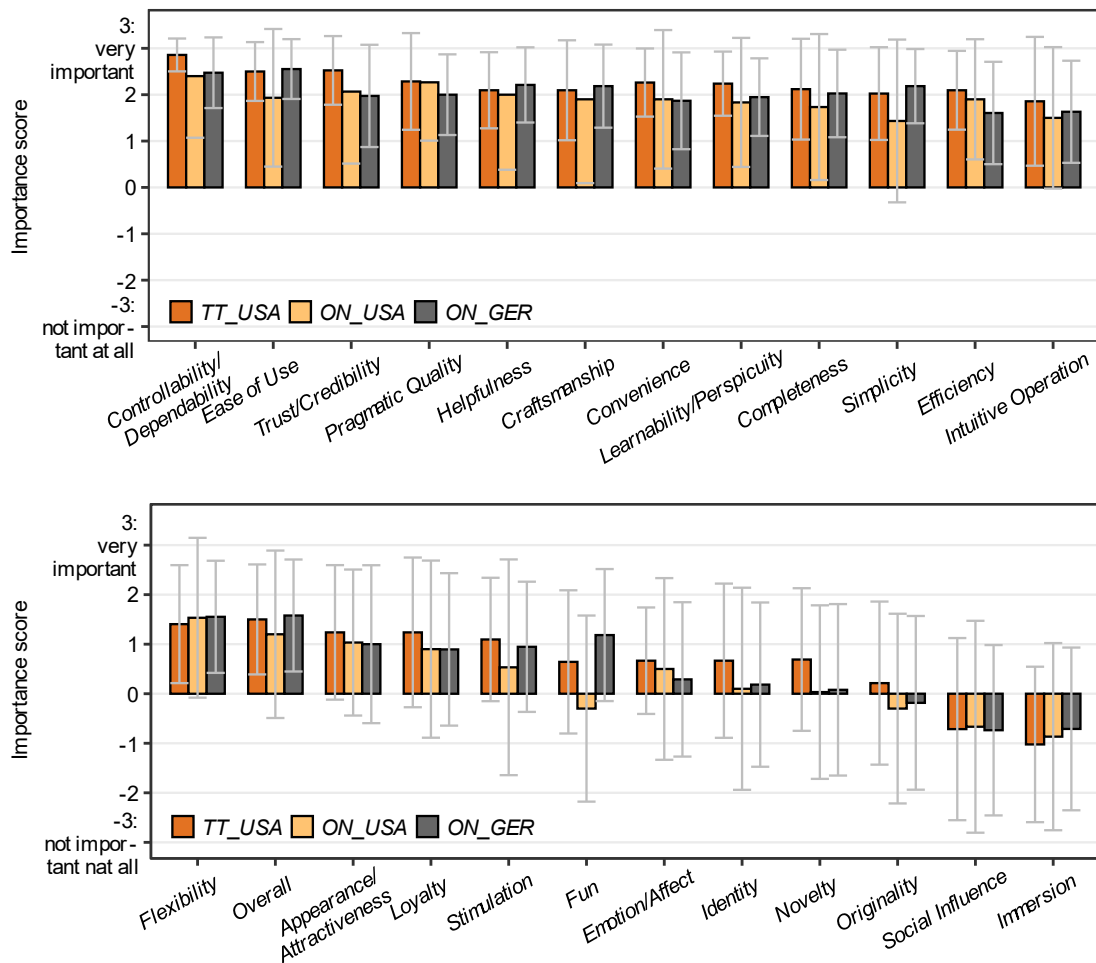 3:
very
important
2
1
0
-1
-2
-3:
not impor-
tant at all
Importance score
TT_USA ON_USA ON_GER
Controllability/
Dependability
Ease of Use
Trust/Credibility
Pragmatic Quality
Helpfulness
Craftsmanship
Convenience
Learnability/Perspicuity
Completeness
Simplicity
Efficiency
Intuitive Operation
3:
very
important
2
1
0
-1
-2
-3:
not impor-
tant nat all
Importance score
TT_USA ON_USA ON_GER
Flexibility
Overall
Appearance/
Attractiveness
Loyalty
Stimulation
Fun
Emotion/Affect
Identity
Novelty
Originality
Social Influence
Immersion